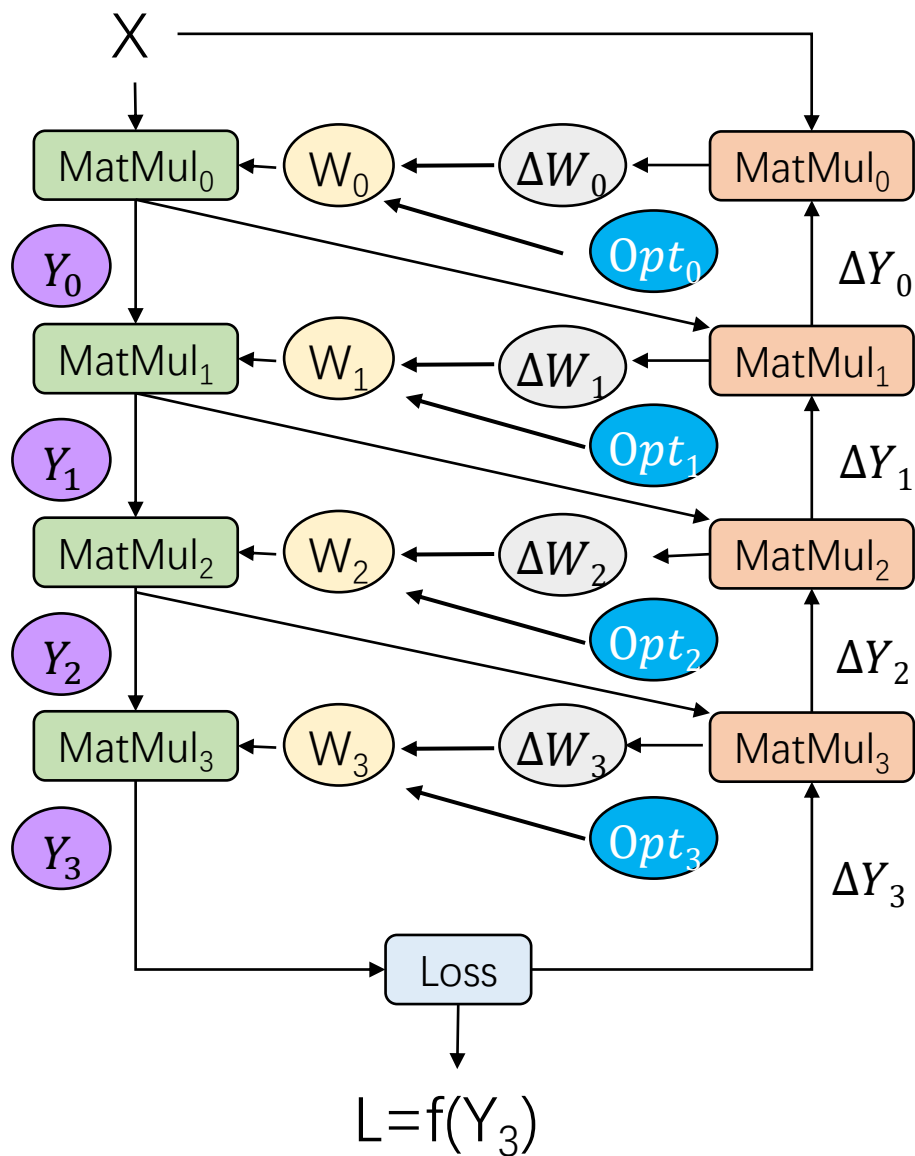 X
MatMul₀ W₀ ΔW₀ MatMul₀
Y₀ Opt₀ ΔY₀
MatMul₁ W₁ ΔW₁ MatMul₁
Y₁ Opt₁ ΔY₁
MatMul₂ W₂ ΔW₂ MatMul₂
Y₂ Opt₂ ΔY₂
MatMul₃ W₃ ΔW₃ MatMul₃
Y₃ Opt₃ ΔY₃
Loss
L=f(Y₃)